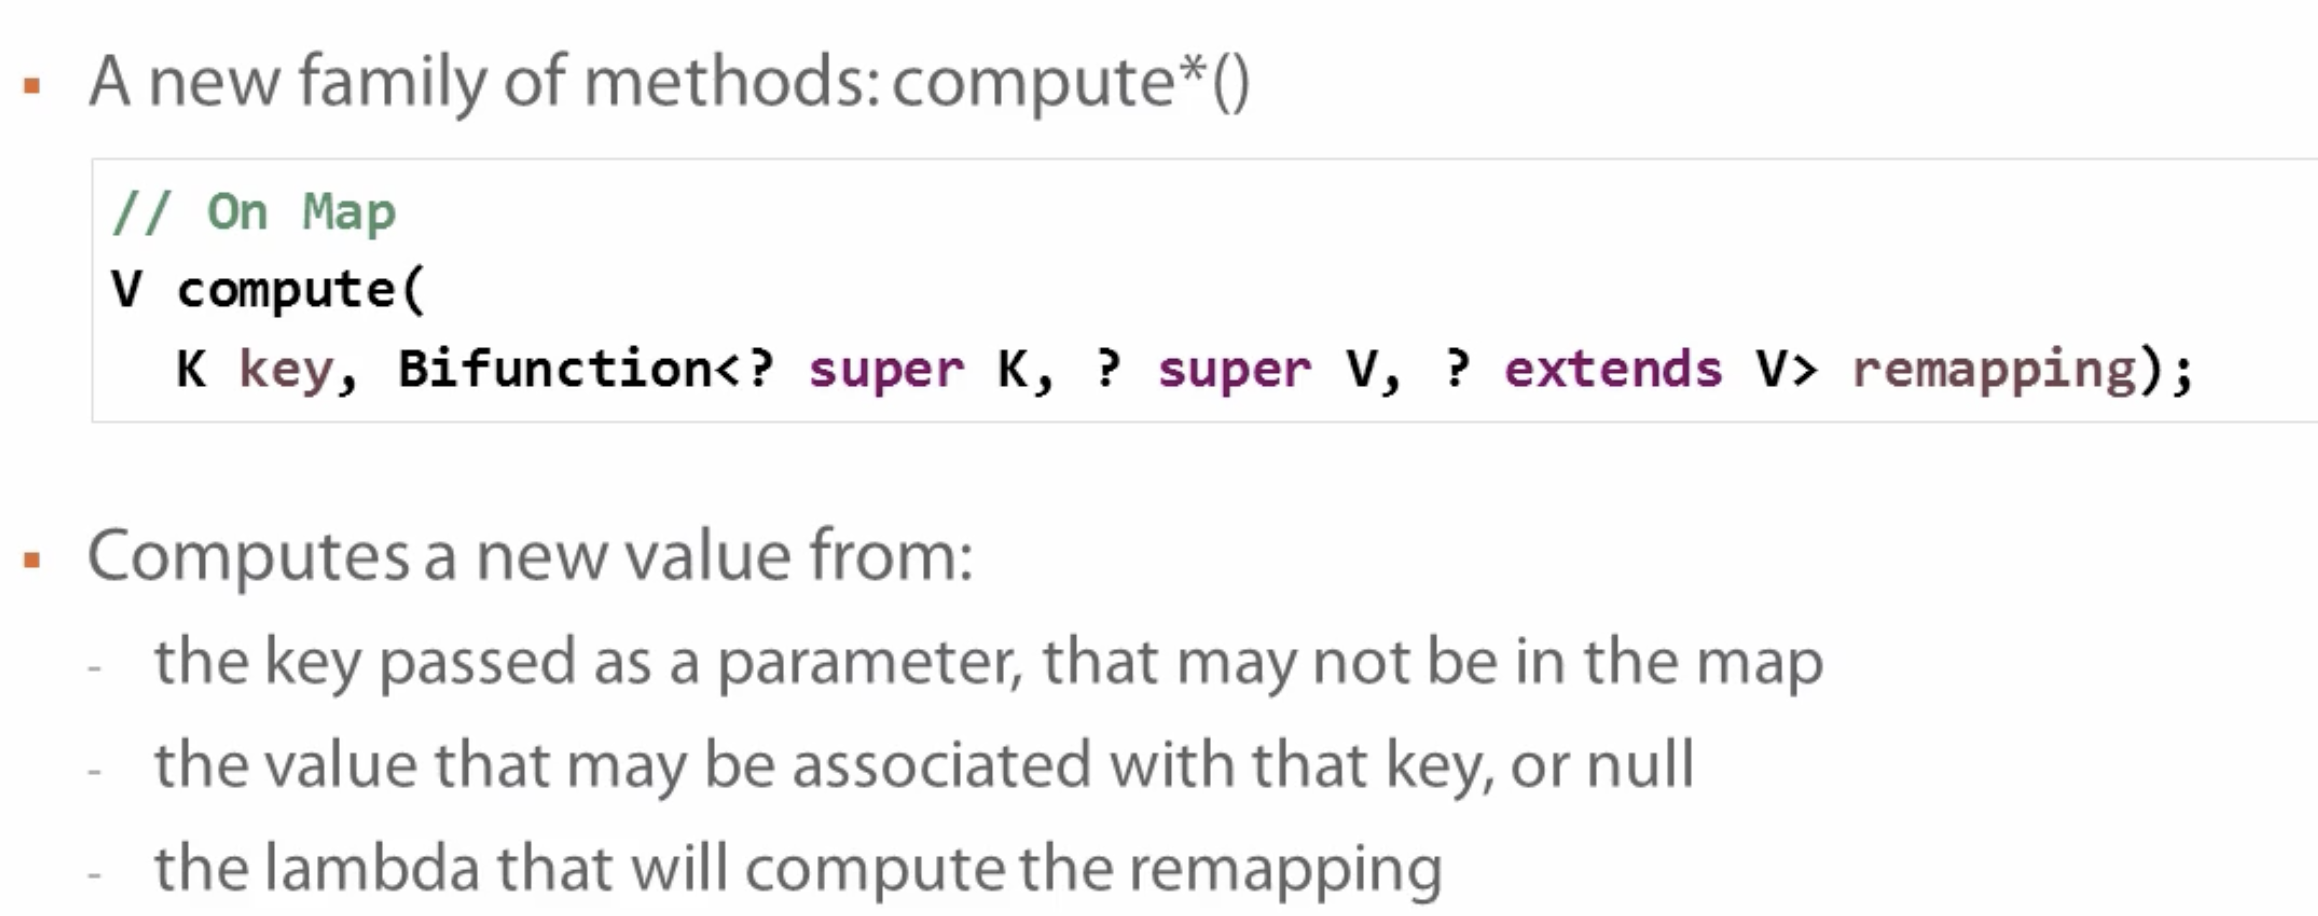 ▪ A new family of methods: compute*()
// On Map
V compute(
K key, Bifunction<? super K, ? super V, ? extends V> remapping);
▪ Computes a new value from:
- the key passed as a parameter, that may not be in the map
- the value that may be associated with that key, or null
- the lambda that will compute the remapping